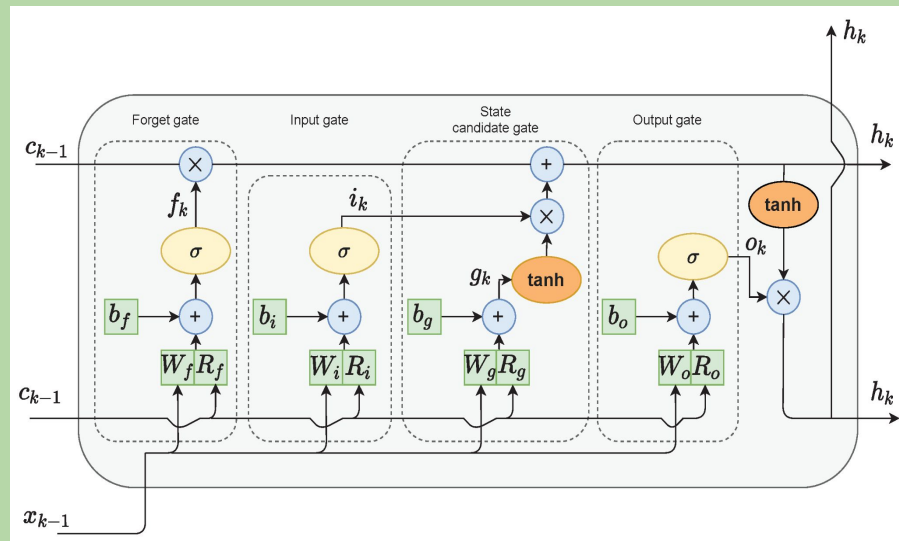 h_k
State
Forget gate
Input gate
candidate gate
Output gate
c_{k-1}
×
+
h_k
f_k
i_k
×
tanh
σ
σ
g_k
tanh
σ
o_k
×
b_f
+
b_i
+
b_g
+
b_o
+
W_f R_f
W_i R_i
W_g R_g
W_o R_o
c_{k-1}
h_k
x_{k-1}